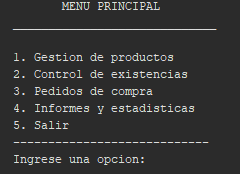 MENU PRINCIPAL
_____________________________
1. Gestion de productos
2. Control de existencias
3. Pedidos de compra
4. Informes y estadisticas
5. Salir
----------------------------
Ingrese una opcion: